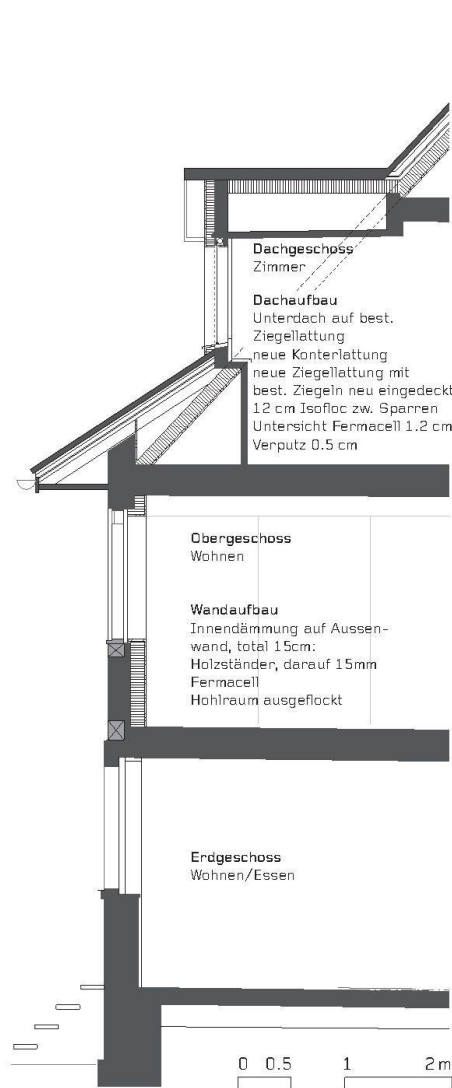 Dachgeschoss
Zimmer
Dachaufbau
Unterdach auf best.
Ziegellattung
neue Konterlattung
neue Ziegellattung mit
best. Ziegeln neu eingedeckt
12 cm Isofloc zw. Sparren
Untersicht Fermacell 1.2 cm
Verputz 0.5 cm
Obergeschoss
Wohnen
Wandaufbau
Innendämmung auf Aussen-
wand, total 15cm:
Holzständer, darauf 15mm
Fermacell
Hohlraum ausgeflockt
Erdgeschoss
Wohnen/Essen
0 0.5 1 2 m